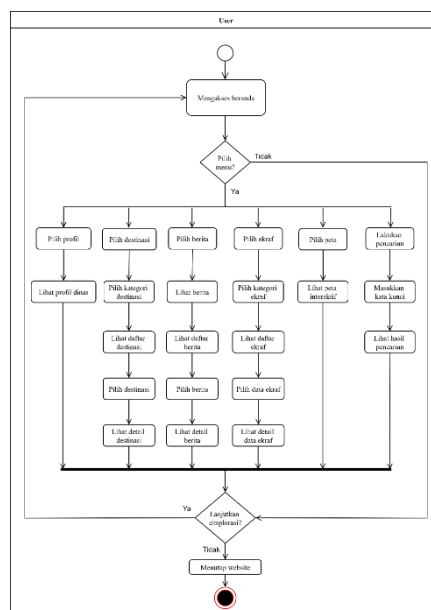 User
Mengakses beranda
Pilih
menu?
Tidak
Ya
Pilih profil
Pilih destinasi
Pilih berita
Pilih ekraf
Pilih peta
Lakukan
pencarian
Lihat profil dinas
Pilih kategori
destinasi
Lihat berita
Pilih kategori
ekraf
Lihat peta
interaktif
Masukkan
kata kunci
Lihat daftar
destinasi
Lihat daftar
berita
Lihat daftar
ekraf
Lihat hasil
pencarian
Pilih destinasi
Pilih berita
Pilih data ekraf
Lihat detail
destinasi
Lihat detail
berita
Lihat detail
data ekraf
Ya
Lanjutkan
eksplorasi?
Tidak
Menutup website